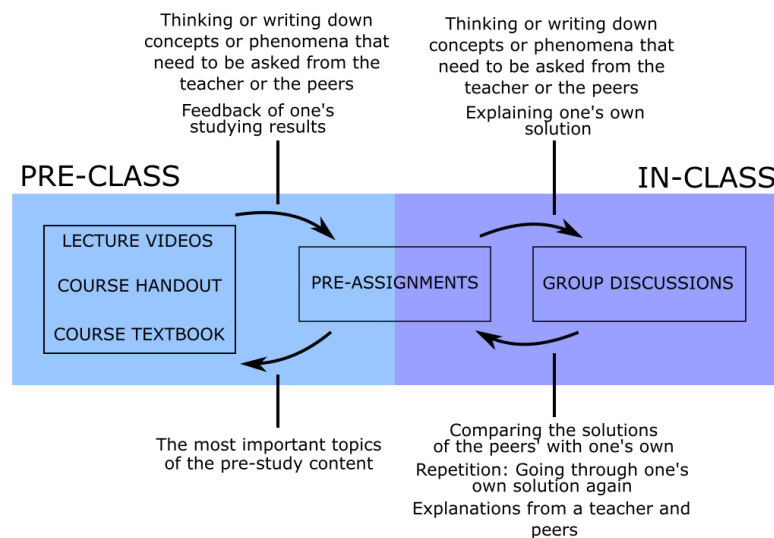 Thinking or writing down
concepts or phenomena that
need to be asked from the
teacher or the peers
Feedback of one's
studying results
Thinking or writing down
concepts or phenomena that
need to be asked from the
teacher or the peers
Explaining one's own
solution
PRE-CLASS
IN-CLASS
LECTURE VIDEOS
COURSE HANDOUT
COURSE TEXTBOOK
PRE-ASSIGNMENTS
GROUP DISCUSSIONS
The most important topics
of the pre-study content
Comparing the solutions
of the peers' with one's own
Repetition: Going through one's
own solution again
Explanations from a teacher and
peers